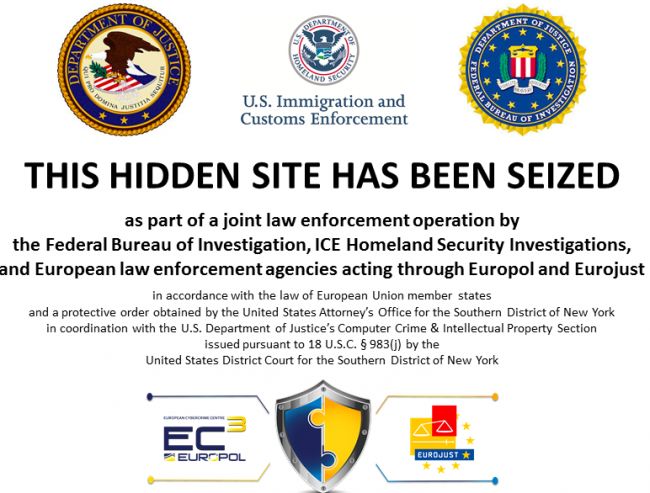 DEPARTMENT OF JUSTICE
QUI PRO DOMINA JUSTITIA SEQUITUR
U.S. DEPARTMENT OF HOMELAND SECURITY
U.S. Immigration and
Customs Enforcement
DEPARTMENT OF JUSTICE
FEDERAL BUREAU OF INVESTIGATION
THIS HIDDEN SITE HAS BEEN SEIZED
as part of a joint law enforcement operation by
the Federal Bureau of Investigation, ICE Homeland Security Investigations,
and European law enforcement agencies acting through Europol and Eurojust
in accordance with the law of European Union member states
and a protective order obtained by the United States Attorney’s Office for the Southern District of New York
in coordination with the U.S. Department of Justice’s Computer Crime & Intellectual Property Section
issued pursuant to 18 U.S.C. § 983(j) by the
United States District Court for the Southern District of New York
EUROPEAN CYBERCRIME CENTRE
EC3
EUROPOL
EUROJUST